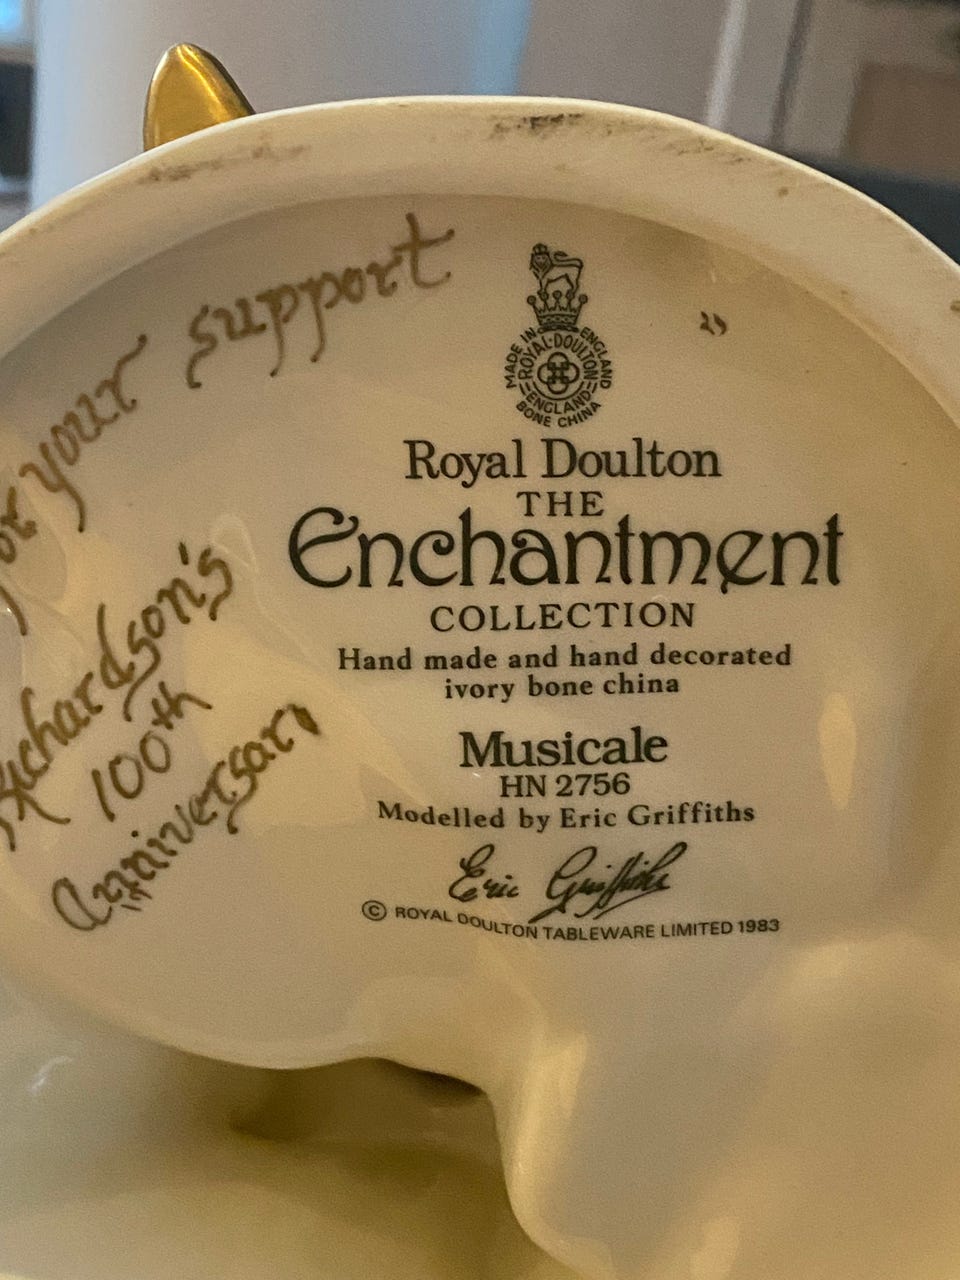 or your support
Richardson's
100th
Anniversary
MADE IN ENGLAND
ROYAL-DOULTON
ENGLAND
BONE CHINA
Royal Doulton
THE
Enchantment
COLLECTION
Hand made and hand decorated
ivory bone china
Musicale
HN 2756
Modelled by Eric Griffiths
Eric Griffiths
© ROYAL DOULTON TABLEWARE LIMITED 1983